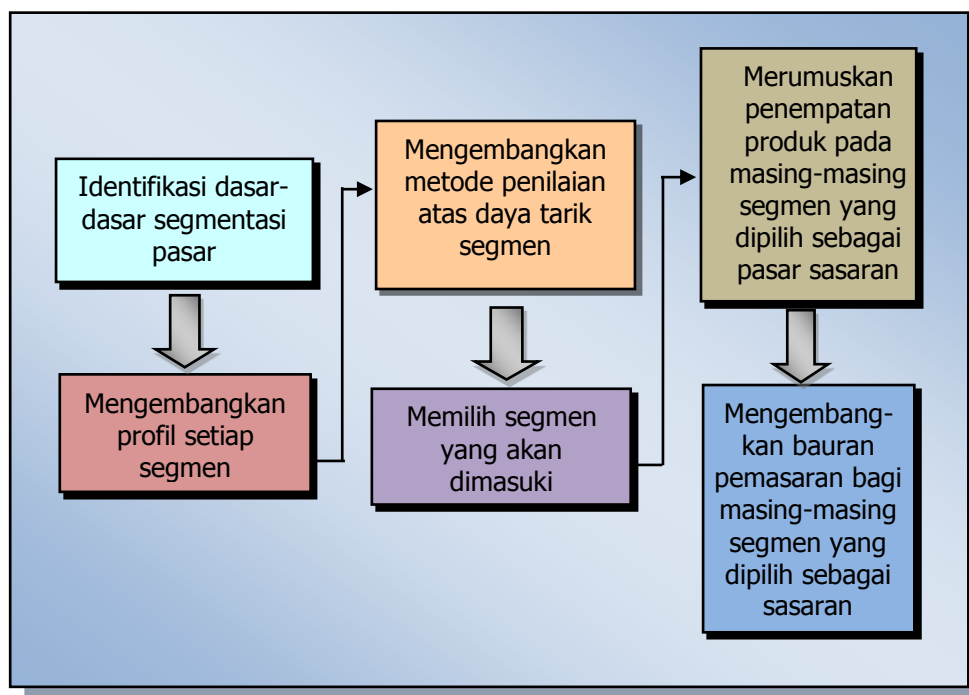 Identifikasi dasar-
dasar segmentasi
pasar
Mengembangkan
profil setiap
segmen
Mengembangkan
metode penilaian
atas daya tarik
segmen
Memilih segmen
yang akan
dimasuki
Merumuskan
penempatan
produk pada
masing-masing
segmen yang
dipilih sebagai
pasar sasaran
Mengembang-
kan bauran
pemasaran bagi
masing-masing
segmen yang
dipilih sebagai
sasaran